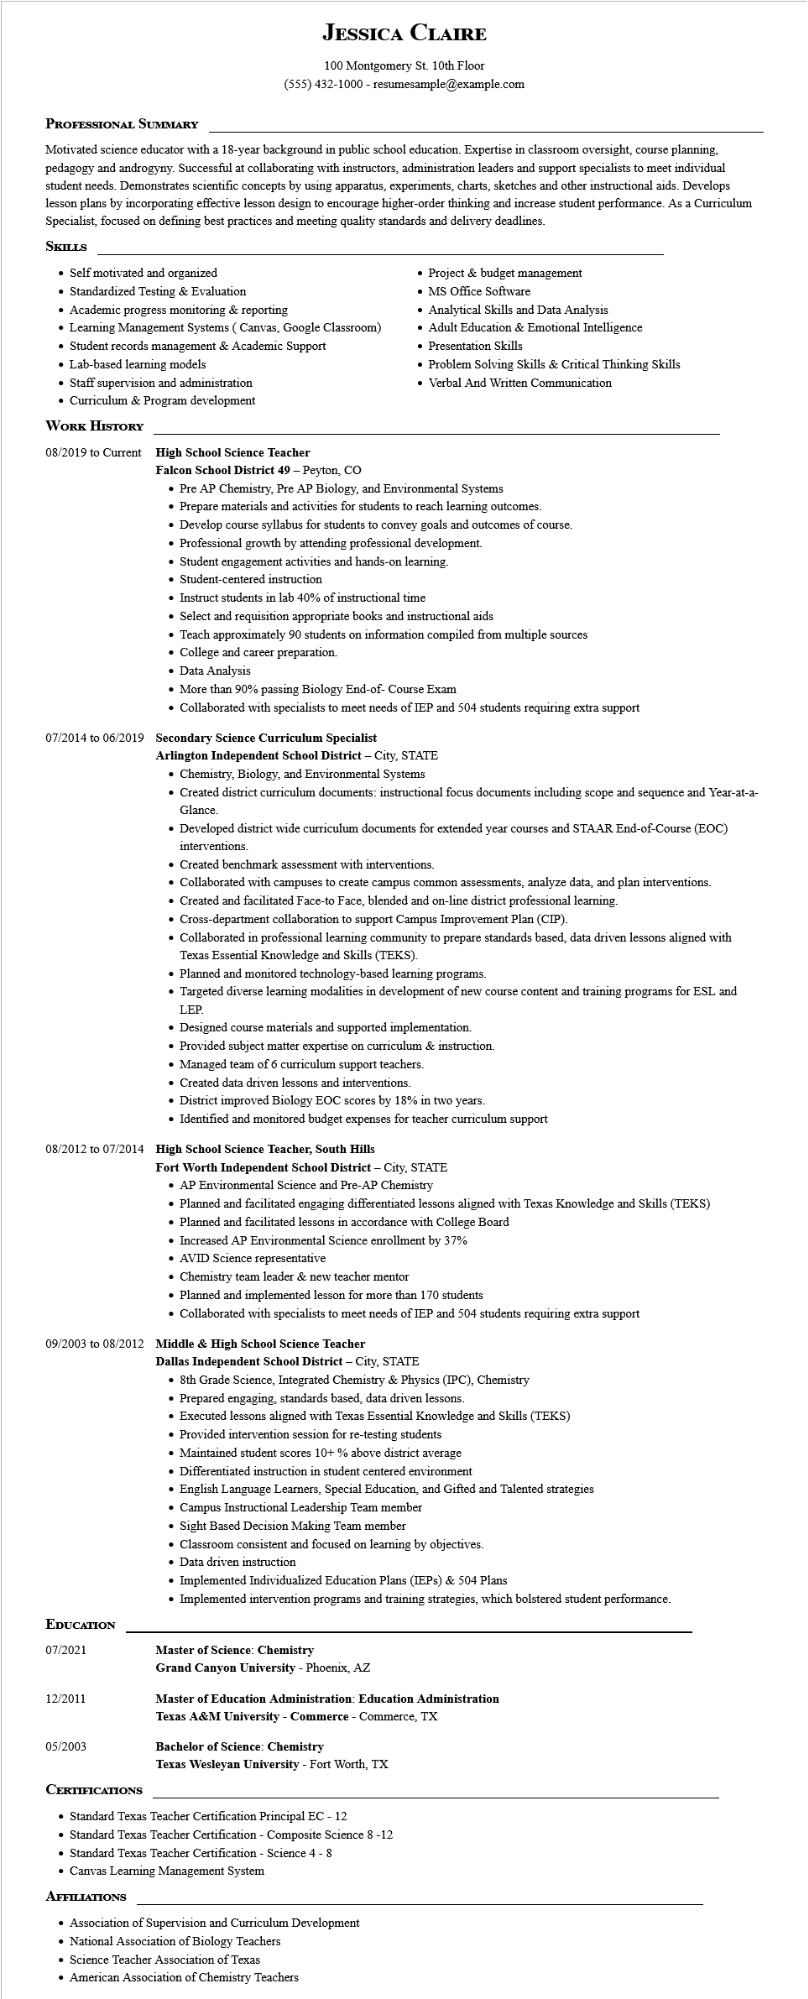 Jessica Claire
100 Montgomery St. 10th Floor
(555) 432-1000 - resumesample@example.com
Professional Summary
Motivated science educator with a 18-year background in public school education. Expertise in classroom oversight, course planning,
pedagogy and androgyny. Successful at collaborating with instructors, administration leaders and support specialists to meet individual
student needs. Demonstrates scientific concepts by using apparatus, experiments, charts, sketches and other instructional aids. Develops
lesson plans by incorporating effective lesson design to encourage higher-order thinking and increase student performance. As a Curriculum
Specialist, focused on defining best practices and meeting quality standards and delivery deadlines.
Skills
• Self motivated and organized
• Standardized Testing & Evaluation
• Academic progress monitoring & reporting
• Learning Management Systems ( Canvas, Google Classroom)
• Student records management & Academic Support
• Lab-based learning models
• Staff supervision and administration
• Curriculum & Program development
• Project & budget management
• MS Office Software
• Analytical Skills and Data Analysis
• Adult Education & Emotional Intelligence
• Presentation Skills
• Problem Solving Skills & Critical Thinking Skills
• Verbal And Written Communication
Work History
08/2019 to Current High School Science Teacher
Falcon School District 49 – Peyton, CO
• Pre AP Chemistry, Pre AP Biology, and Environmental Systems
• Prepare materials and activities for students to reach learning outcomes.
• Develop course syllabus for students to convey goals and outcomes of course.
• Professional growth by attending professional development.
• Student engagement activities and hands-on learning.
• Student-centered instruction
• Instruct students in lab 40% of instructional time
• Select and requisition appropriate books and instructional aids
• Teach approximately 90 students on information compiled from multiple sources
• College and career preparation.
• Data Analysis
• More than 90% passing Biology End-of- Course Exam
• Collaborated with specialists to meet needs of IEP and 504 students requiring extra support
07/2014 to 06/2019 Secondary Science Curriculum Specialist
Arlington Independent School District – City, STATE
• Chemistry, Biology, and Environmental Systems
• Created district curriculum documents: instructional focus documents including scope and sequence and Year-at-a-
Glance.
• Developed district wide curriculum documents for extended year courses and STAAR End-of-Course (EOC)
interventions.
• Created benchmark assessment with interventions.
• Collaborated with campuses to create campus common assessments, analyze data, and plan interventions.
• Created and facilitated Face-to Face, blended and on-line district professional learning.
• Cross-department collaboration to support Campus Improvement Plan (CIP).
• Collaborated in professional learning community to prepare standards based, data driven lessons aligned with
Texas Essential Knowledge and Skills (TEKS).
• Planned and monitored technology-based learning programs.
• Targeted diverse learning modalities in development of new course content and training programs for ESL and
LEP.
• Designed course materials and supported implementation.
• Provided subject matter expertise on curriculum & instruction.
• Managed team of 6 curriculum support teachers.
• Created data driven lessons and interventions.
• District improved Biology EOC scores by 18% in two years.
• Identified and monitored budget expenses for teacher curriculum support
08/2012 to 07/2014 High School Science Teacher, South Hills
Fort Worth Independent School District – City, STATE
• AP Environmental Science and Pre-AP Chemistry
• Planned and facilitated engaging differentiated lessons aligned with Texas Knowledge and Skills (TEKS)
• Planned and facilitated lessons in accordance with College Board
• Increased AP Environmental Science enrollment by 37%
• AVID Science representative
• Chemistry team leader & new teacher mentor
• Planned and implemented lesson for more than 170 students
• Collaborated with specialists to meet needs of IEP and 504 students requiring extra support
09/2003 to 08/2012 Middle & High School Science Teacher
Dallas Independent School District – City, STATE
• 8th Grade Science, Integrated Chemistry & Physics (IPC), Chemistry
• Prepared engaging, standards based, data driven lessons.
• Executed lessons aligned with Texas Essential Knowledge and Skills (TEKS)
• Provided intervention session for re-testing students
• Maintained student scores 10+ % above district average
• Differentiated instruction in student centered environment
• English Language Learners, Special Education, and Gifted and Talented strategies
• Campus Instructional Leadership Team member
• Sight Based Decision Making Team member
• Classroom consistent and focused on learning by objectives.
• Data driven instruction
• Implemented Individualized Education Plans (IEPs) & 504 Plans
• Implemented intervention programs and training strategies, which bolstered student performance.
Education
07/2021 Master of Science: Chemistry
Grand Canyon University - Phoenix, AZ
12/2011 Master of Education Administration: Education Administration
Texas A&M University - Commerce - Commerce, TX
05/2003 Bachelor of Science: Chemistry
Texas Wesleyan University - Fort Worth, TX
Certifications
• Standard Texas Teacher Certification Principal EC - 12
• Standard Texas Teacher Certification - Composite Science 8 -12
• Standard Texas Teacher Certification - Science 4 - 8
• Canvas Learning Management System
Affiliations
• Association of Supervision and Curriculum Development
• National Association of Biology Teachers
• Science Teacher Association of Texas
• American Association of Chemistry Teachers